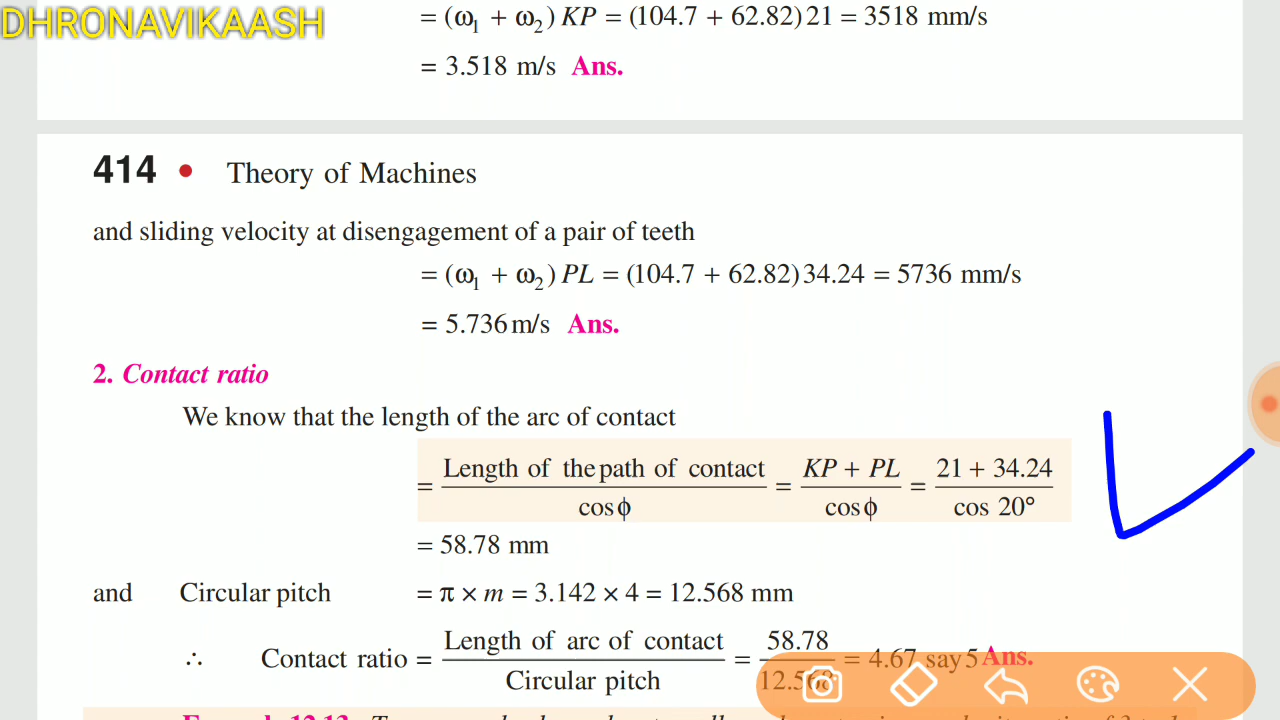 DHRONAVIKAASH
= (ω₁ + ω₂) KP = (104.7 + 62.82) 21 = 3518 mm/s
= 3.518 m/s Ans.
414 • Theory of Machines
and sliding velocity at disengagement of a pair of teeth
= (ω₁ + ω₂) PL = (104.7 + 62.82) 34.24 = 5736 mm/s
= 5.736 m/s Ans.
2. Contact ratio
We know that the length of the arc of contact
= Length of the path of contact / cos ϕ = KP + PL / cos ϕ = 21 + 34.24 / cos 20°
= 58.78 mm
and Circular pitch = π × m = 3.142 × 4 = 12.568 mm
∴ Contact ratio = Length of arc of contact / Circular pitch = 58.78 / 12.568 = 4.67 say 5 Ans.